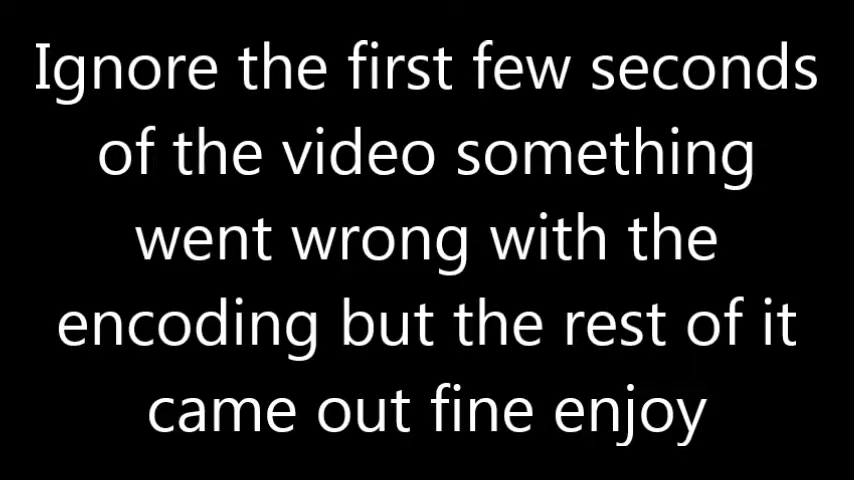 Ignore the first few seconds
of the video something
went wrong with the
encoding but the rest of it
came out fine enjoy